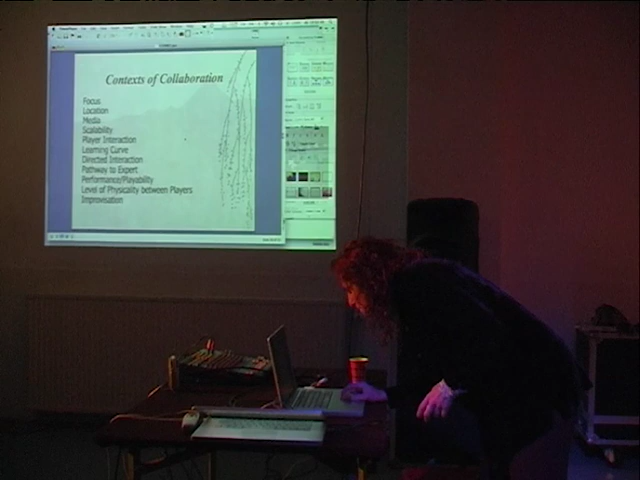 Contexts of Collaboration
Focus
Location
Media
Scalability
Player Interaction
Learning Curve
Directed Interaction
Pathway to Expert
Performance/Playability
Level of Physicality between Players
Improvisation